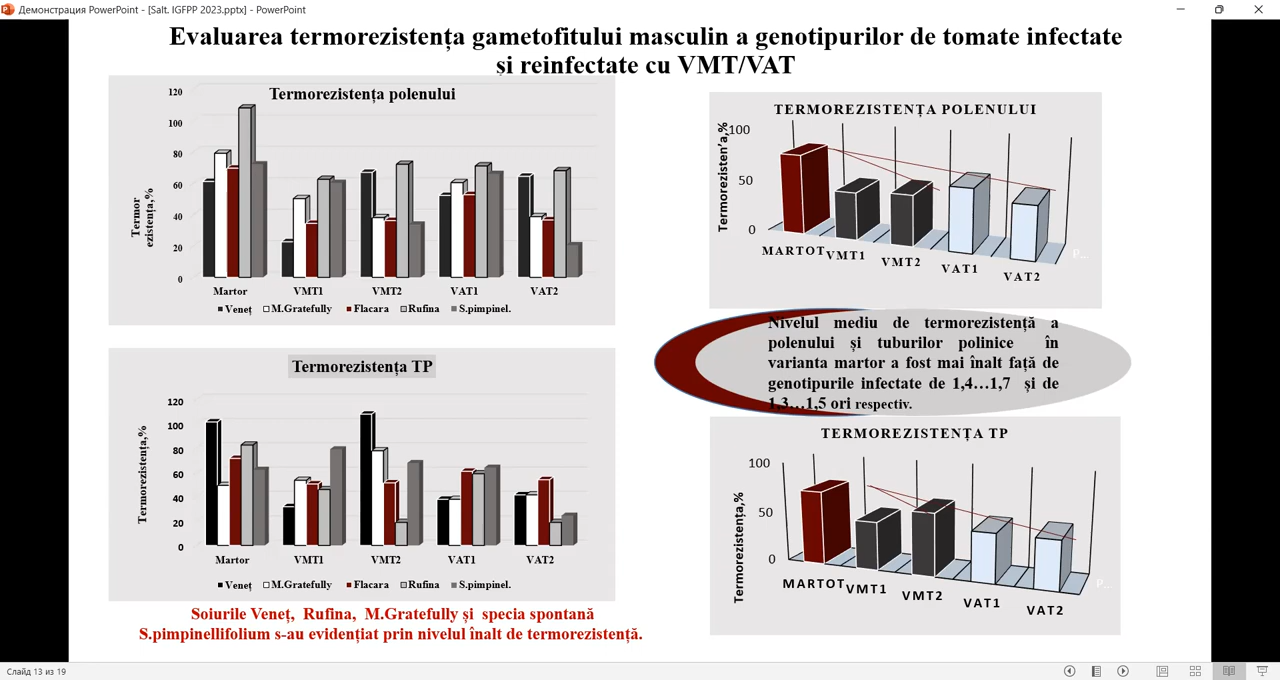 Демонстрация PowerPoint - [Salt. IGFPP 2023.pptx] - PowerPoint
Evaluarea termorezistența gametofitului masculin a genotipurilor de tomate infectate
și reinfectate cu VMT/VAT
Termorezistența polenului
Termor
ezistența,%
120
100
80
60
40
20
0
Martor VMT1 VMT2 VAT1 VAT2
Veneț M.Gratefully Flacara Rufina S.pimpinel.
Termorezistența TP
Termorezistența,%
120
100
80
60
40
20
0
Martor VMT1 VMT2 VAT1 VAT2
Veneț M.Gratefully Flacara Rufina S.pimpinel.
Soiurile Veneț, Rufina, M.Gratefully și specia spontană
S.pimpinellifolium s-au evidențiat prin nivelul înalt de termorezistență.
TERMOREZISTENȚA POLENULUI
Termorezisten'a,%
100
50
0
MARTOT VMT1 VMT2 VAT1 VAT2
P...
Nivelul mediu de termorezistență a
polenului și tuburilor polinice în
varianta martor a fost mai înalt față de
genotipurile infectate de 1,4…1,7 și de
1,3…1,5 ori respectiv.
TERMOREZISTENȚA TP
Termorezistența,%
100
50
0
MARTOT VMT1 VMT2 VAT1 VAT2
P...
Слайд 13 из 19